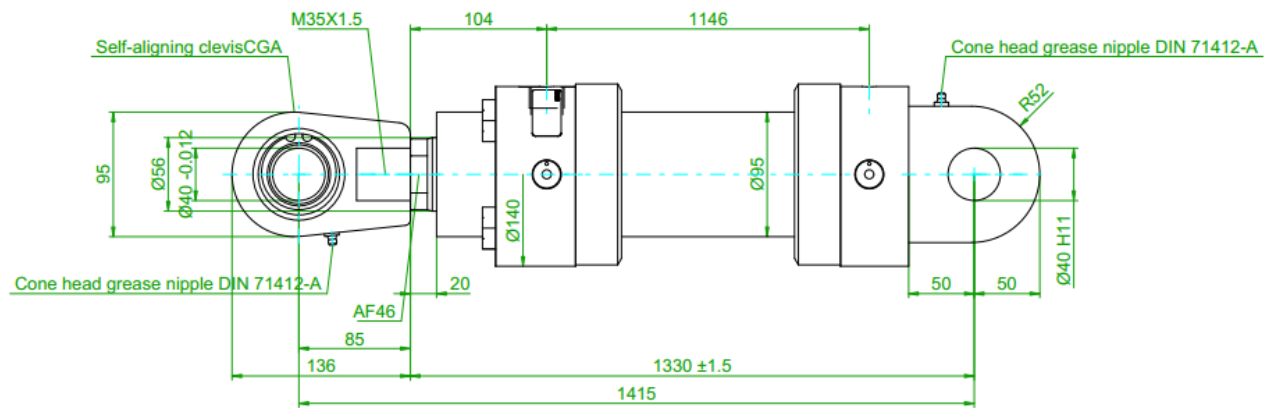 M35X1.5
104
1146
Self-aligning clevisCGA
Cone head grease nipple DIN 71412-A
R52
95
Ø56
Ø40 -0.012
Ø140
Ø95
Ø40 H11
Cone head grease nipple DIN 71412-A
20
50
50
AF46
85
136
1330 ±1.5
1415